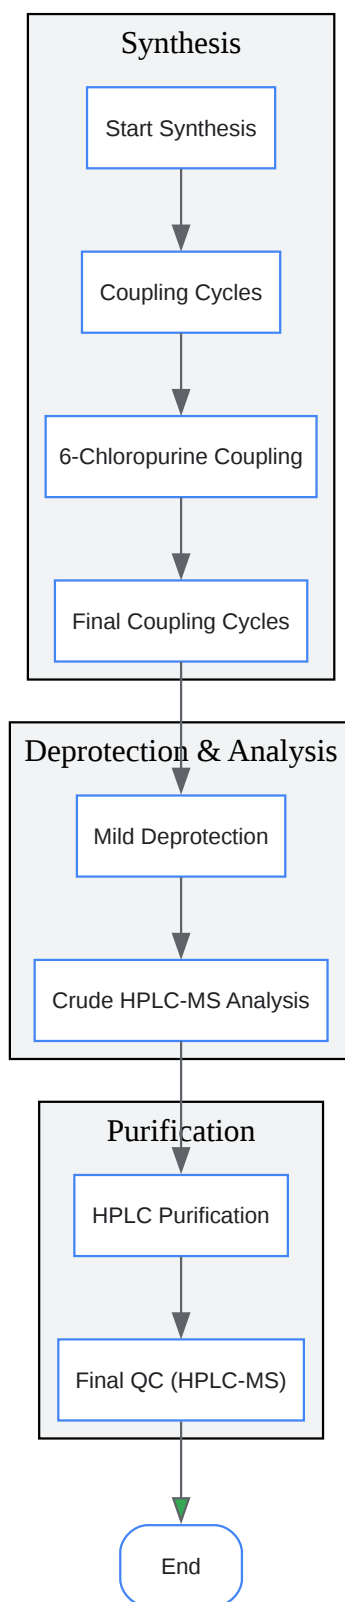 Synthesis
Start Synthesis
Coupling Cycles
6-Chloropurine Coupling
Final Coupling Cycles
Deprotection & Analysis
Mild Deprotection
Crude HPLC-MS Analysis
Purification
HPLC Purification
Final QC (HPLC-MS)
End